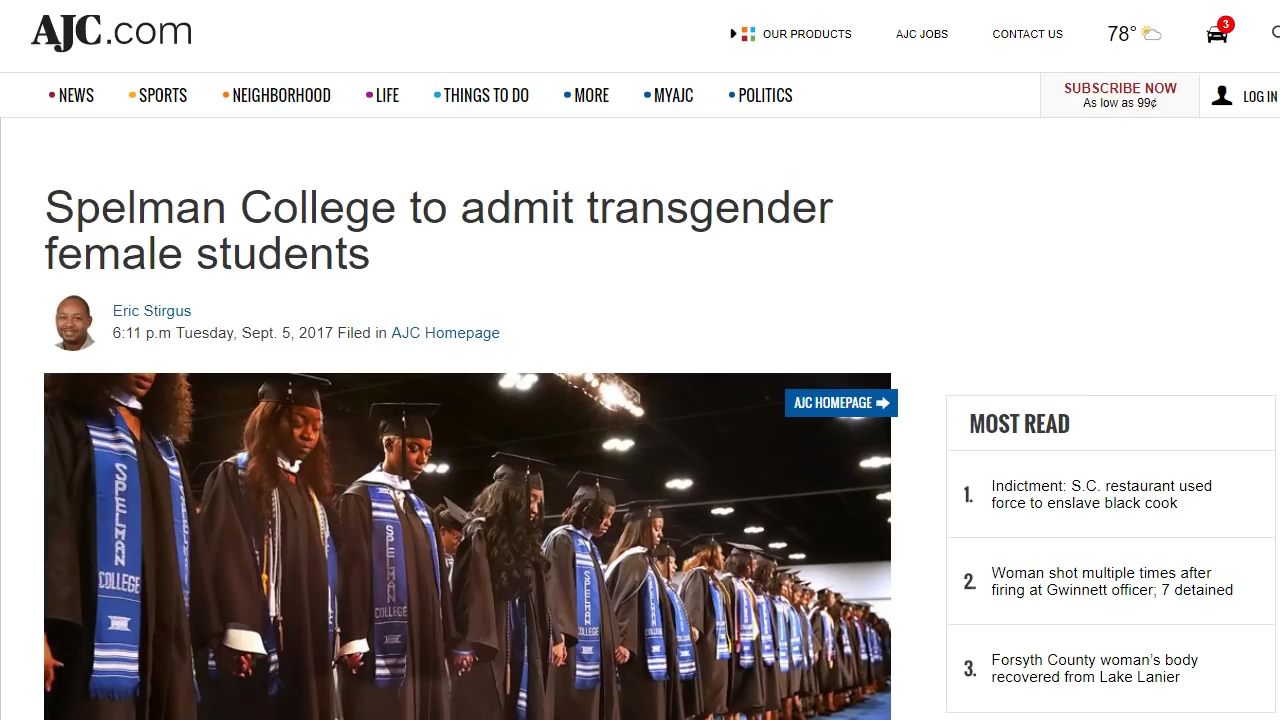 AJC.com
OUR PRODUCTS
AJC JOBS
CONTACT US
78°
3
NEWS
SPORTS
NEIGHBORHOOD
LIFE
THINGS TO DO
MORE
MYAJC
POLITICS
SUBSCRIBE NOW
As low as 99¢
LOG IN
Spelman College to admit transgender
female students
Eric Stirgus
6:11 p.m Tuesday, Sept. 5, 2017 Filed in AJC Homepage
AJC HOMEPAGE
SPELMAN
COLLEGE
SPELMAN
COLLEGE
SPELMAN
COLLEGE
MOST READ
1.
Indictment: S.C. restaurant used
force to enslave black cook
2.
Woman shot multiple times after
firing at Gwinnett officer; 7 detained
3.
Forsyth County woman’s body
recovered from Lake Lanier